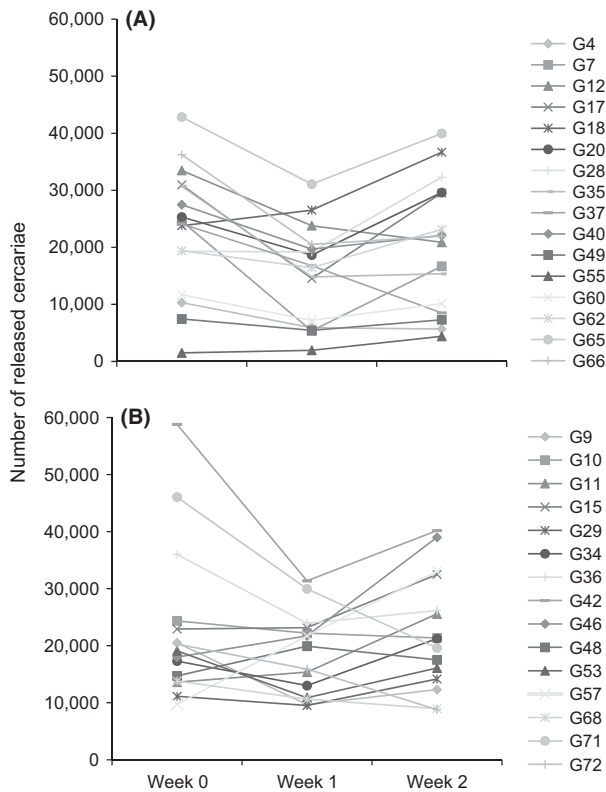 Number of released cercariae
(A)
60,000
50,000
40,000
30,000
20,000
10,000
0
G4
G7
G12
G17
G18
G20
G28
G35
G37
G40
G49
G55
G60
G62
G65
G66
(B)
60,000
50,000
40,000
30,000
20,000
10,000
0
Week 0
Week 1
Week 2
G9
G10
G11
G15
G29
G34
G36
G42
G46
G48
G53
G57
G68
G71
G72